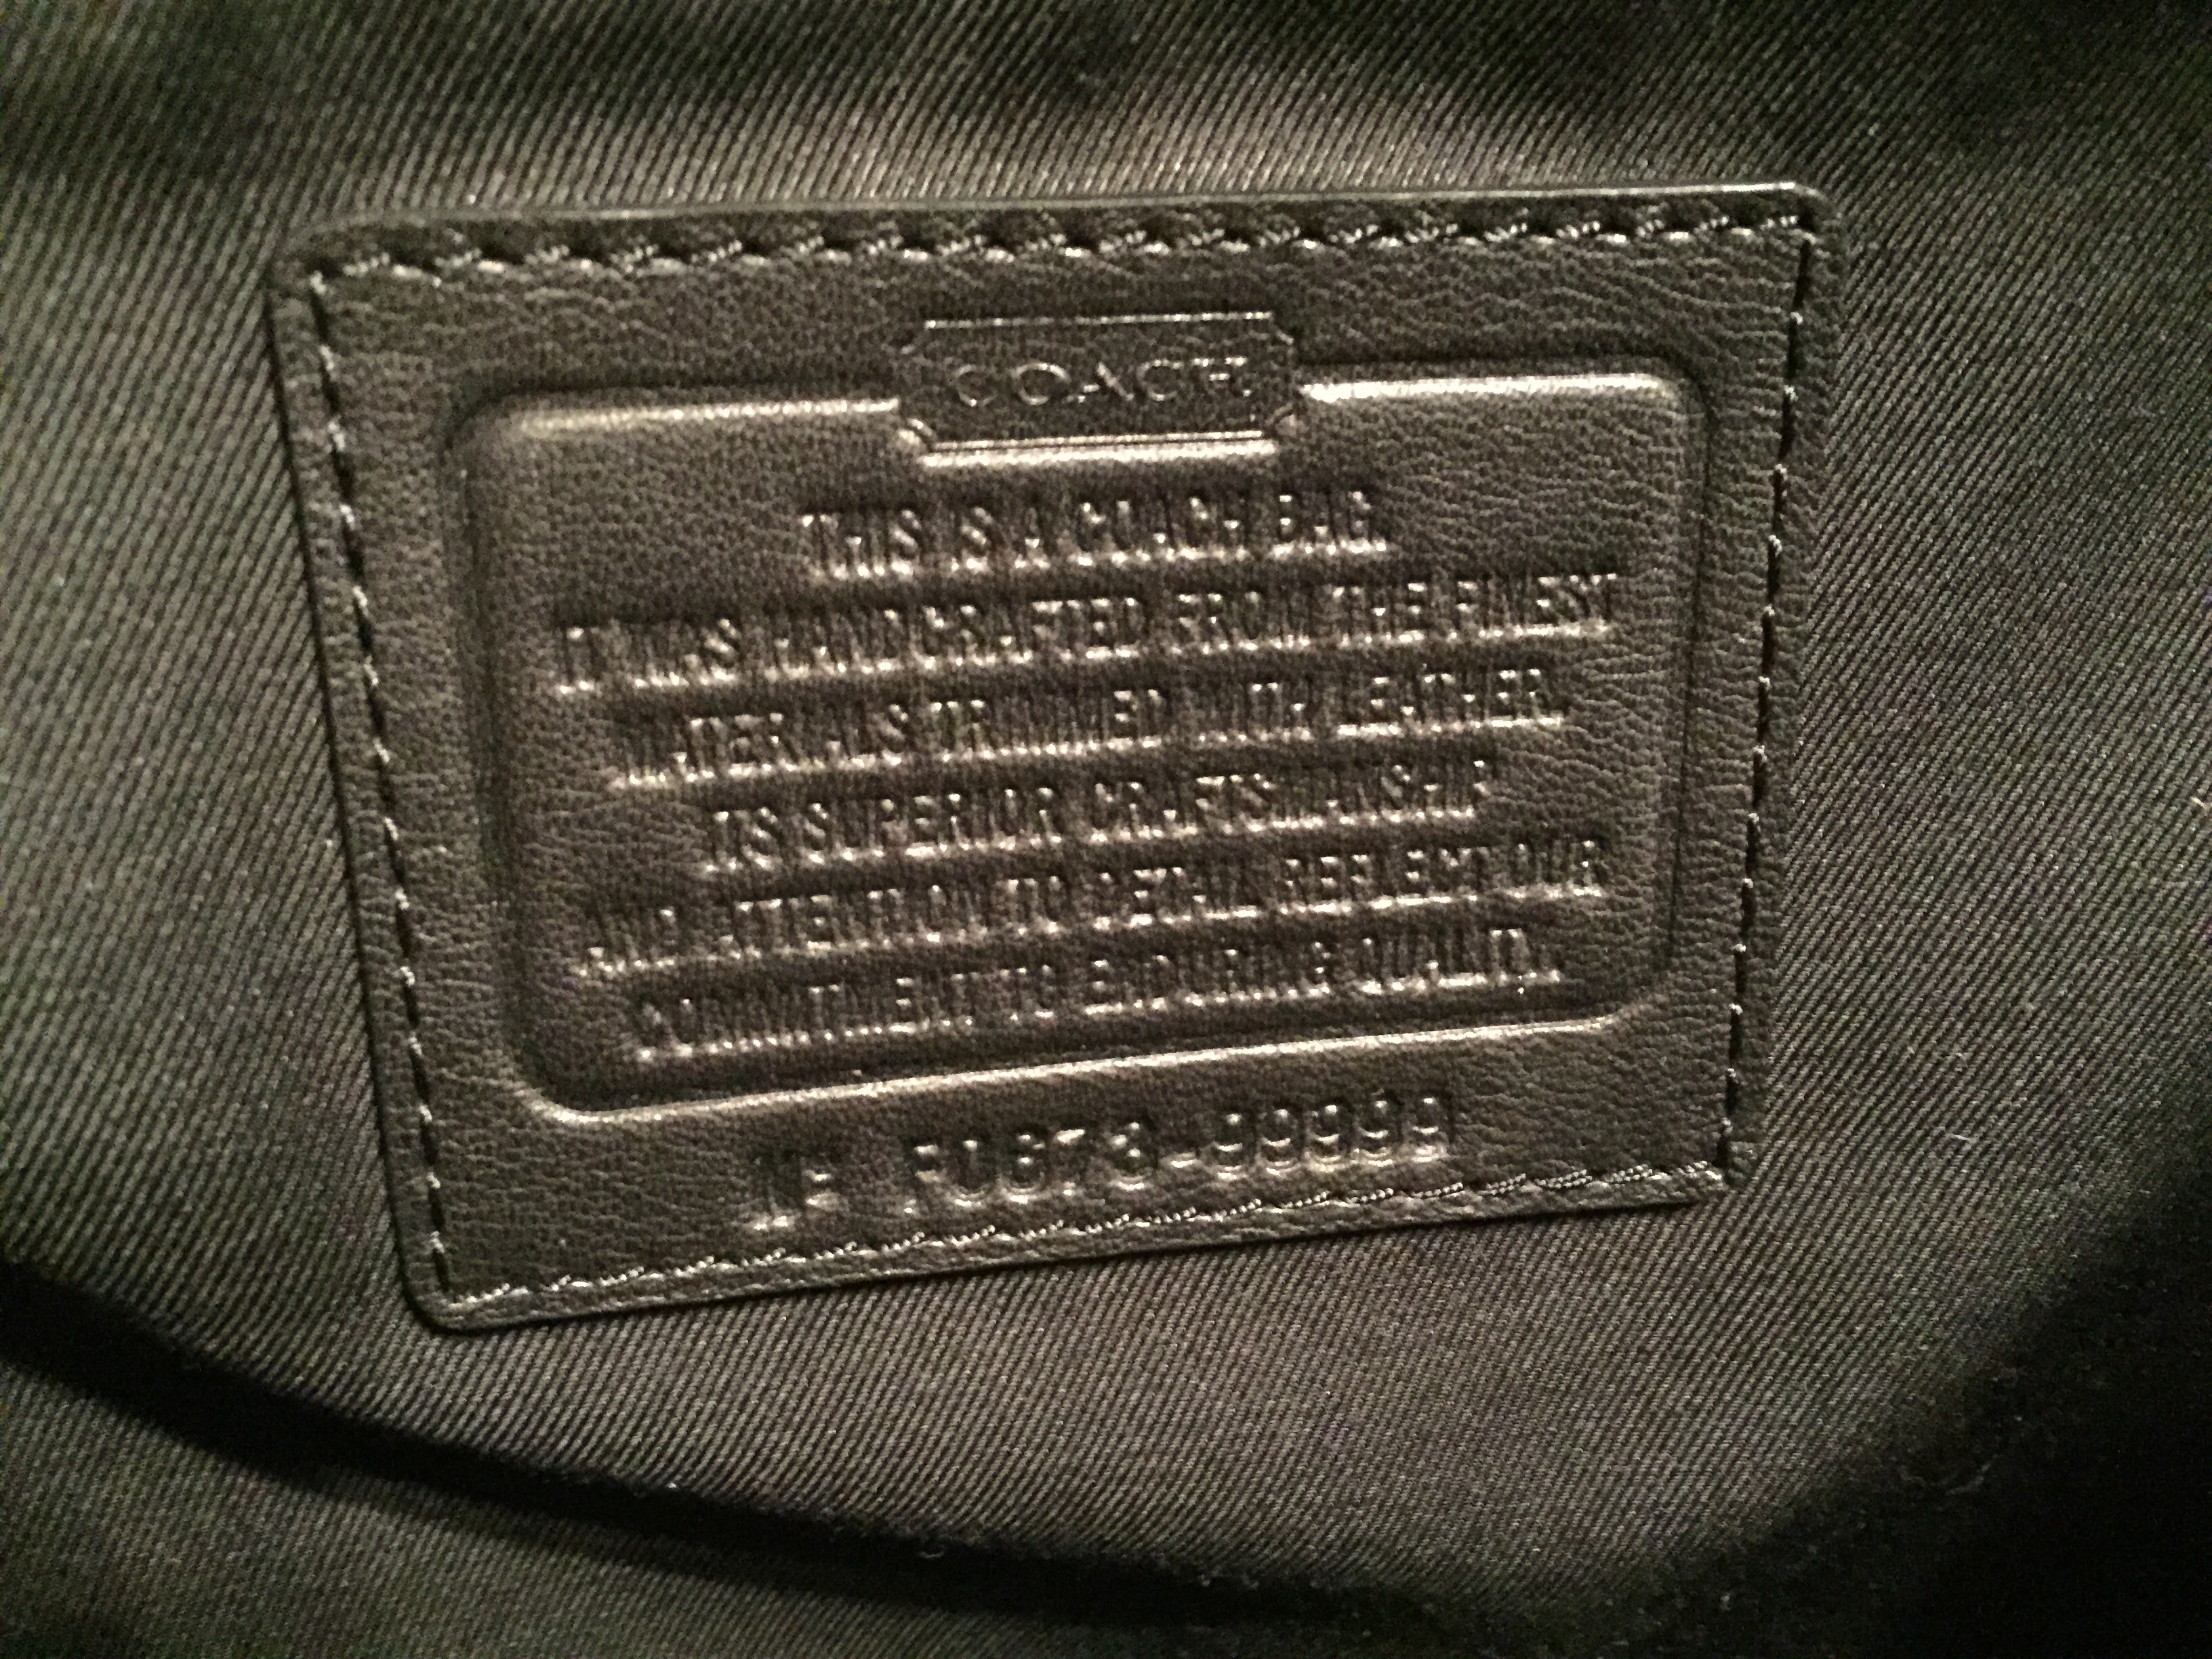 COACH
THIS IS A COACH BAG.
IT WAS HANDCRAFTED FROM THE FINEST
MATERIALS TRIMMED WITH LEATHER.
ITS SUPERIOR CRAFTSMANSHIP
AND ATTENTION TO DETAIL REFLECT OUR
COMMITMENT TO ENDURING QUALITY.
-99999